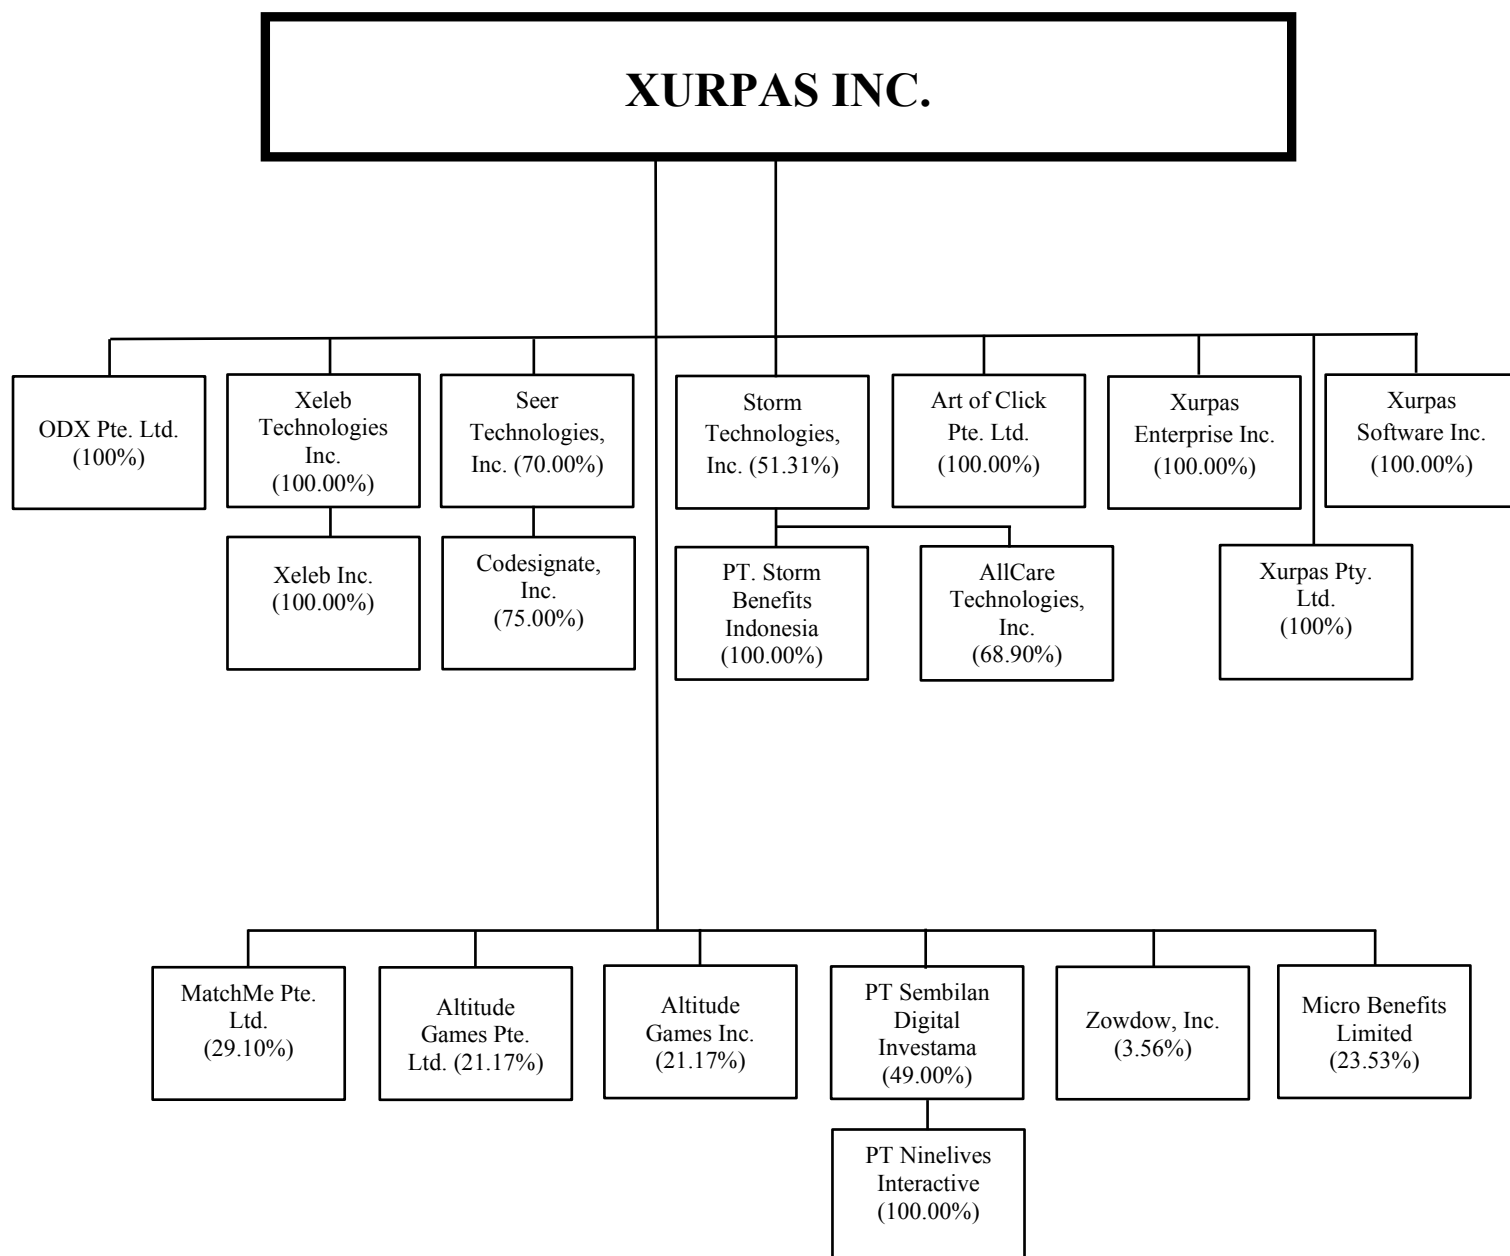 XURPAS INC.
ODX Pte. Ltd.
(100%)
Xeleb
Technologies
Inc.
(100.00%)
Seer
Technologies,
Inc. (70.00%)
Storm
Technologies,
Inc. (51.31%)
Art of Click
Pte. Ltd.
(100.00%)
Xurpas
Enterprise Inc.
(100.00%)
Xurpas
Software Inc.
(100.00%)
Xeleb Inc.
(100.00%)
Codesignate,
Inc.
(75.00%)
PT. Storm
Benefits
Indonesia
(100.00%)
AllCare
Technologies,
Inc.
(68.90%)
Xurpas Pty.
Ltd.
(100%)
MatchMe Pte.
Ltd.
(29.10%)
Altitude
Games Pte.
Ltd. (21.17%)
Altitude
Games Inc.
(21.17%)
PT Sembilan
Digital
Investama
(49.00%)
Zowdow, Inc.
(3.56%)
Micro Benefits
Limited
(23.53%)
PT Ninelives
Interactive
(100.00%)